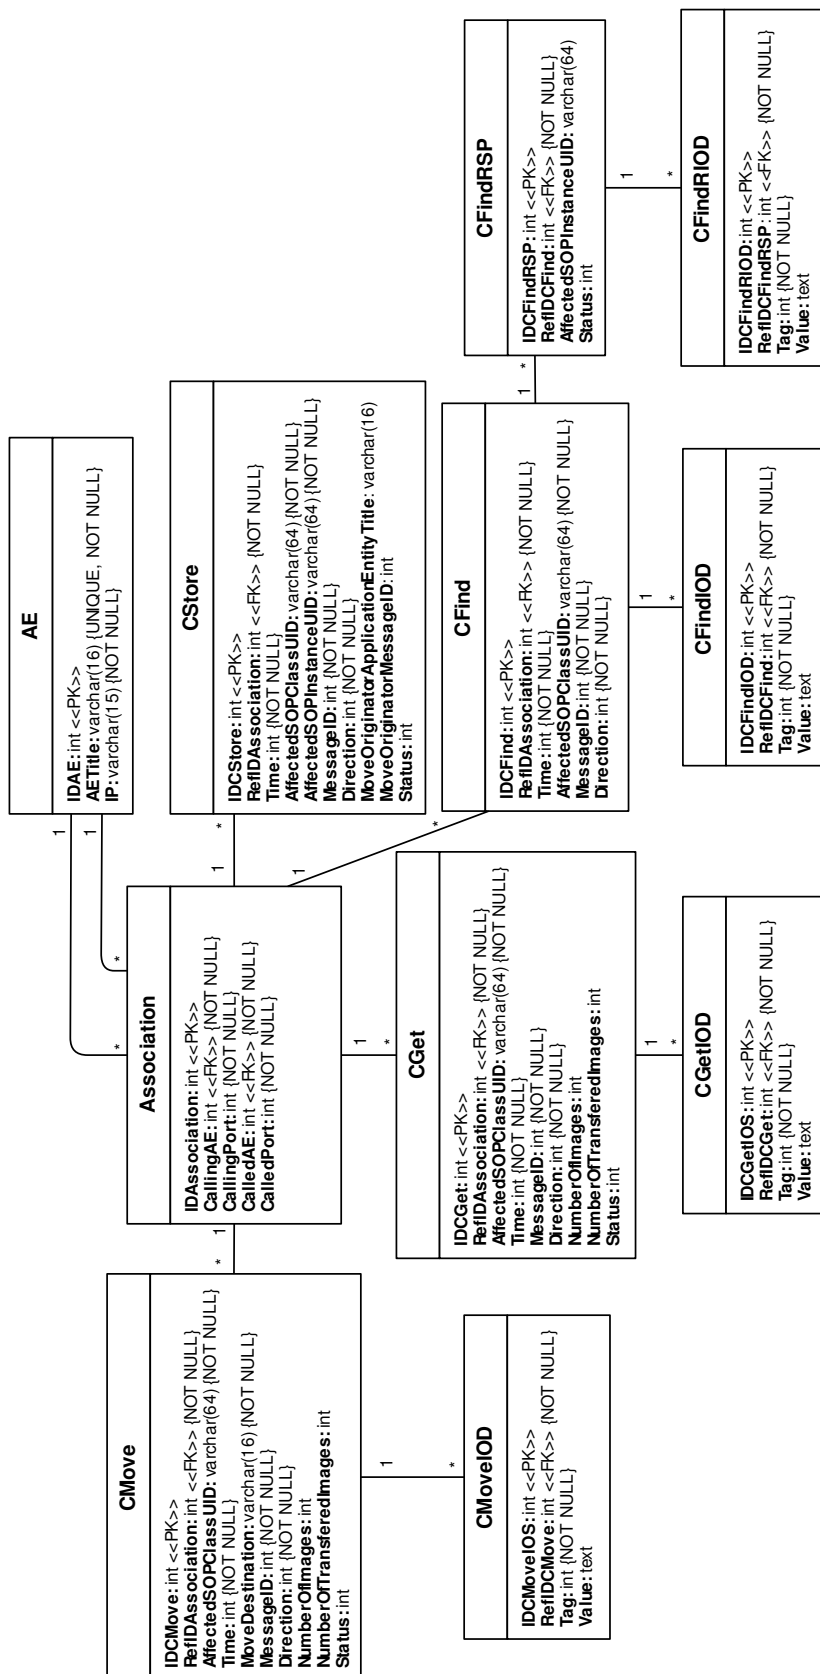 AE
IDAE: int <<PK>>
AETitle: varchar(16) {UNIQUE, NOT NULL}
IP: varchar(15) {NOT NULL}
1
1
*
*
Association
IDAssociation: int <<PK>>
CallingAE: int <<FK>> {NOT NULL}
CallingPort: int {NOT NULL}
CalledAE: int <<FK>> {NOT NULL}
CalledPort: int {NOT NULL}
1
*
1
*
1
*
1
*
CMove
IDCMove: int <<PK>>
RefIDAssociation: int <<FK>> {NOT NULL}
AffectedSOPClassUID: varchar(64) {NOT NULL}
Time: int {NOT NULL}
MoveDestination: varchar(16) {NOT NULL}
MessageID: int {NOT NULL}
Direction: int {NOT NULL}
NumberOfImages: int
NumberOfTransferedImages: int
Status: int
CStore
IDCStore: int <<PK>>
RefIDAssociation: int <<FK>> {NOT NULL}
Time: int {NOT NULL}
AffectedSOPClassUID: varchar(64) {NOT NULL}
AffectedSOPInstanceUID: varchar(64) {NOT NULL}
MessageID: int {NOT NULL}
Direction: int {NOT NULL}
MoveOriginatorApplicationEntityTitle: varchar(16)
MoveOriginatorMessageID: int
Status: int
CGet
IDCGet: int <<PK>>
RefIDAssociation: int <<FK>> {NOT NULL}
AffectedSOPClassUID: varchar(64) {NOT NULL}
Time: int {NOT NULL}
MessageID: int {NOT NULL}
Direction: int {NOT NULL}
NumberOfImages: int
NumberOfTransferedImages: int
Status: int
CFind
IDCFind: int <<PK>>
RefIDAssociation: int <<FK>> {NOT NULL}
Time: int {NOT NULL}
AffectedSOPClassUID: varchar(64) {NOT NULL}
MessageID: int {NOT NULL}
Direction: int {NOT NULL}
1
*
CFindRSP
IDCFindRSP: int <<PK>>
RefIDCFind: int <<FK>> {NOT NULL}
AffectedSOPInstanceUID: varchar(64)
Status: int
1
*
1
*
1
*
1
*
CMoveIOD
IDCMoveIOS: int <<PK>>
RefIDCMove: int <<FK>> {NOT NULL}
Tag: int {NOT NULL}
Value: text
CGetIOD
IDCGetIOS: int <<PK>>
RefIDCGet: int <<FK>> {NOT NULL}
Tag: int {NOT NULL}
Value: text
CFindIOD
IDCFindIOD: int <<PK>>
RefIDCFind: int <<FK>> {NOT NULL}
Tag: int {NOT NULL}
Value: text
CFindRIOD
IDCFindRIOD: int <<PK>>
RefIDCFindRSP: int <<FK>> {NOT NULL}
Tag: int {NOT NULL}
Value: text